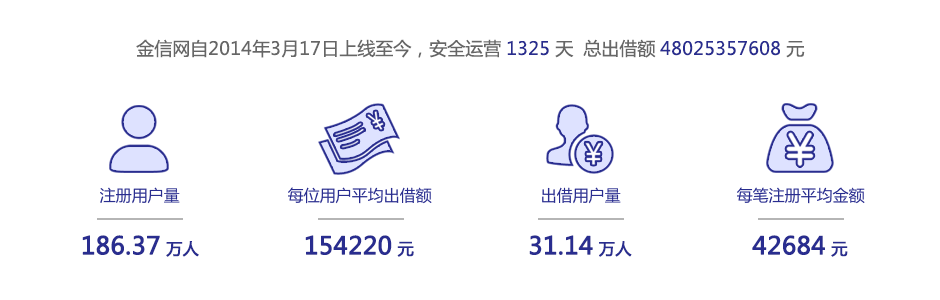 金信网自2014年3月17日上线至今，安全运营 1325 天 总出借额 48025357608 元
注册用户量
每位用户平均出借额
出借用户量
每笔注册平均金额
186.37 万人
154220 元
31.14 万人
42684 元